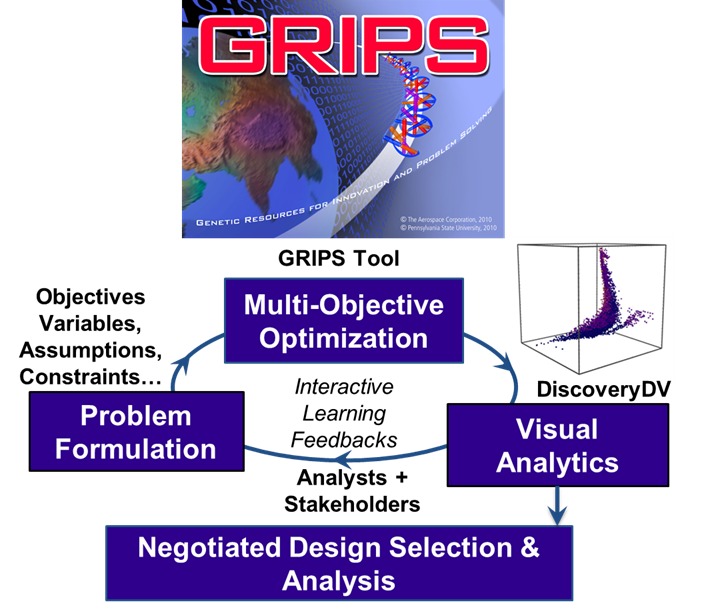 GRIPS
GENETIC RESOURCES FOR INNOVATION AND PROBLEM SOLVING
© The Aerospace Corporation, 2010
© Pennsylvania State University, 2010
GRIPS Tool
Objectives
Variables,
Assumptions,
Constraints…
Multi-Objective
Optimization
DiscoveryDV
Problem
Formulation
Interactive
Learning
Feedbacks
Visual
Analytics
Analysts +
Stakeholders
Negotiated Design Selection &
Analysis